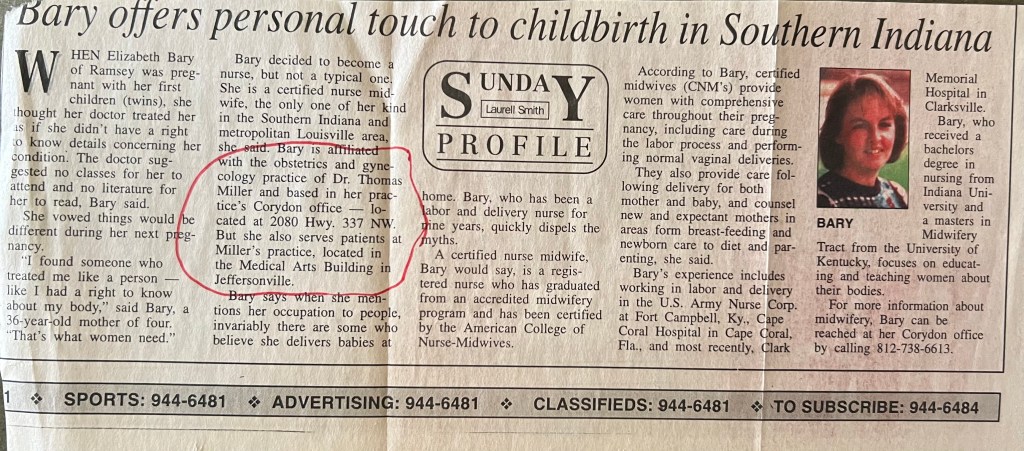 Bary offers personal touch to childbirth in Southern Indiana
WHEN Elizabeth Bary
of Ramsey was preg-
nant with her first
children (twins), she
thought her doctor treated her
as if she didn't have a right
to know details concerning her
condition. The doctor sug-
gested no classes for her to
attend and no literature for
her to read, Bary said.
She vowed things would be
different during her next preg-
nancy.
"I found someone who
treated me like a person —
like I had a right to know
about my body," said Bary, a
36-year-old mother of four.
"That's what women need."
Bary decided to become a
nurse, but not a typical one.
She is a certified nurse mid-
wife, the only one of her kind
in the Southern Indiana and
metropolitan Louisville area,
she said. Bary is affiliated
with the obstetrics and gyne-
cology practice of Dr. Thomas
Miller and based in her prac-
tice's Corydon office — lo-
cated at 2080 Hwy. 337 NW.
But she also serves patients at
Miller's practice, located in
the Medical Arts Building in
Jeffersonville.
Bary says when she men-
tions her occupation to people,
invariably there are some who
believe she delivers babies at
SUNDAY
Laurell Smith
PROFILE
home. Bary, who has been a
labor and delivery nurse for
nine years, quickly dispels the
myths.
A certified nurse midwife,
Bary would say, is a regis-
tered nurse who has graduated
from an accredited midwifery
program and has been certified
by the American College of
Nurse-Midwives.
According to Bary, certified
midwives (CNM's) provide
women with comprehensive
care throughout their preg-
nancy, including care during
the labor process and perform-
ing normal vaginal deliveries.
They also provide care fol-
lowing delivery for both
mother and baby, and counsel
new and expectant mothers in
areas form breast-feeding and
newborn care to diet and par-
enting, she said.
Bary's experience includes
working in labor and delivery
in the U.S. Army Nurse Corp.
at Fort Campbell, Ky., Cape
Coral Hospital in Cape Coral,
Fla., and most recently, Clark
BARY
Memorial
Hospital in
Clarksville.
Bary, who
received a
bachelors
degree in
nursing from
Indiana Uni-
versity and
a masters in
Midwifery
Tract from the University of
Kentucky, focuses on educat-
ing and teaching women about
their bodies.
For more information about
midwifery, Bary can be
reached at her Corydon office
by calling 812-738-6613.
1 ❖ SPORTS: 944-6481 ❖ ADVERTISING: 944-6481 ❖ CLASSIFIEDS: 944-6481 ❖ TO SUBSCRIBE: 944-6484